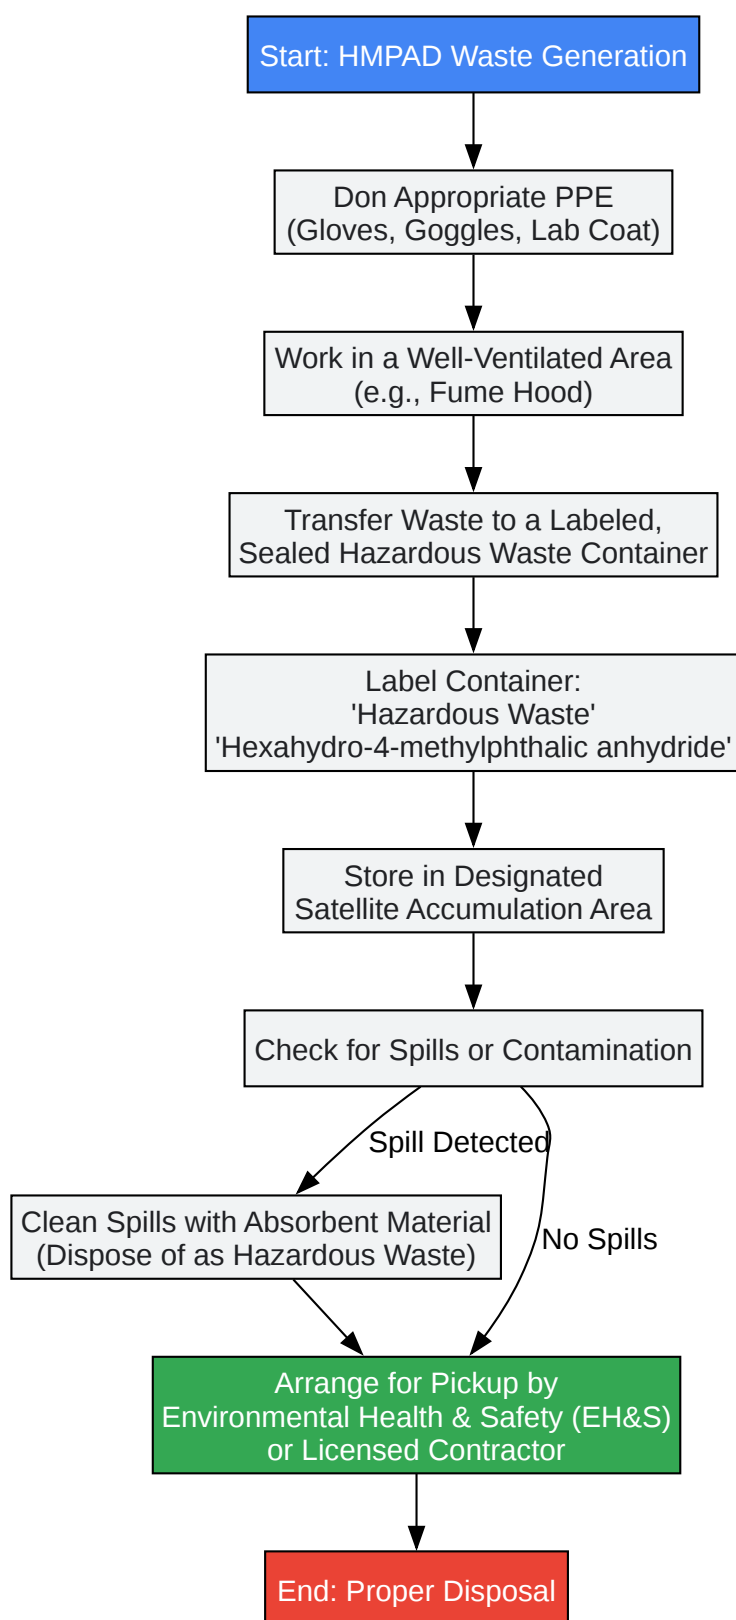 Start: HMPAD Waste Generation
Don Appropriate PPE
(Gloves, Goggles, Lab Coat)
Work in a Well-Ventilated Area
(e.g., Fume Hood)
Transfer Waste to a Labeled,
Sealed Hazardous Waste Container
Label Container:
'Hazardous Waste'
'Hexahydro-4-methylphthalic anhydride'
Store in Designated
Satellite Accumulation Area
Check for Spills or Contamination
Spill Detected
Clean Spills with Absorbent Material
(Dispose of as Hazardous Waste)
No Spills
Arrange for Pickup by
Environmental Health & Safety (EH&S)
or Licensed Contractor
End: Proper Disposal